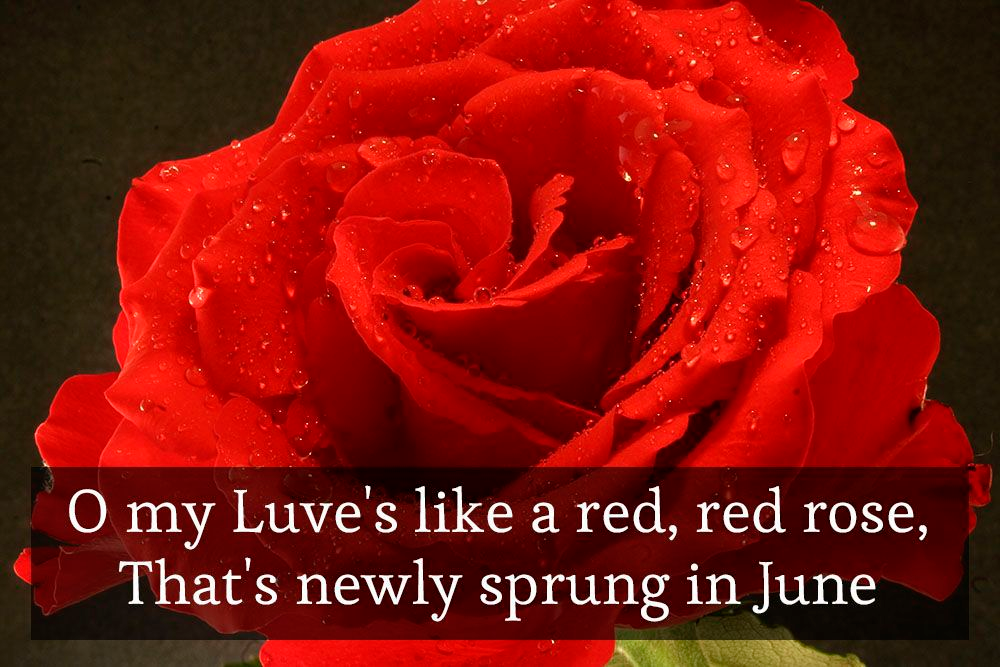 O my Luve's like a red, red rose,
That's newly sprung in June